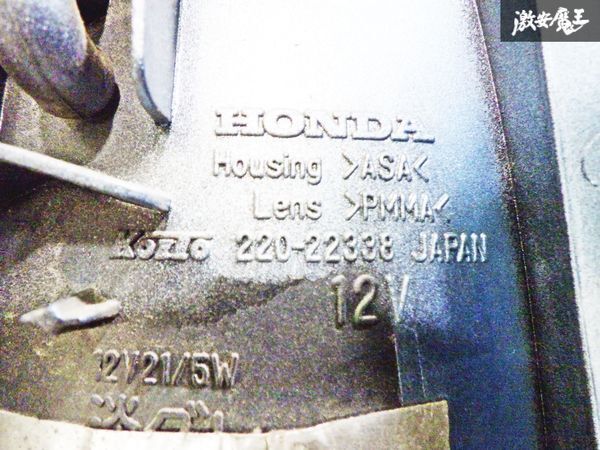 激安魔王
HONDA
Housing >ASA<
Lens >PMMA<
KOITO 220-22338 JAPAN
12V
12V21/5W